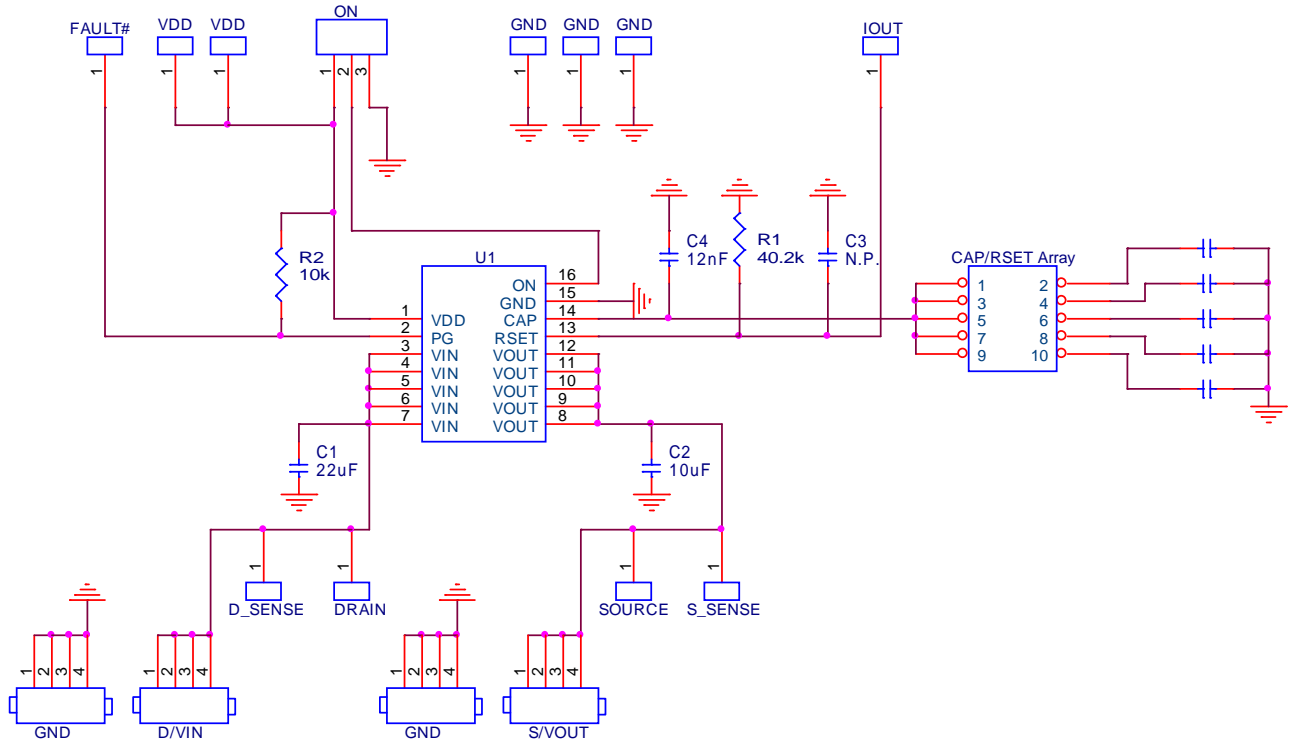 FAULT# VDD VDD ON GND GND GND IOUT
1 1 1 1 2 3 1 1 1 1
R2
10k
C4
12nF
R1
40.2k
C3
N.P.
CAP/RSET Array
1 2
3 4
5 6
7 8
9 10
U1
ON 16
GND 15
1 VDD CAP 14
2 PG RSET 13
3 VIN VOUT 12
4 VIN VOUT 11
5 VIN VOUT 10
6 VIN VOUT 9
7 VIN VOUT 8
C1
22uF
C2
10uF
1 1 1 1
D_SENSE DRAIN SOURCE S_SENSE
1 2 3 4 1 2 3 4 1 2 3 4 1 2 3 4
GND D/VIN GND S/VOUT